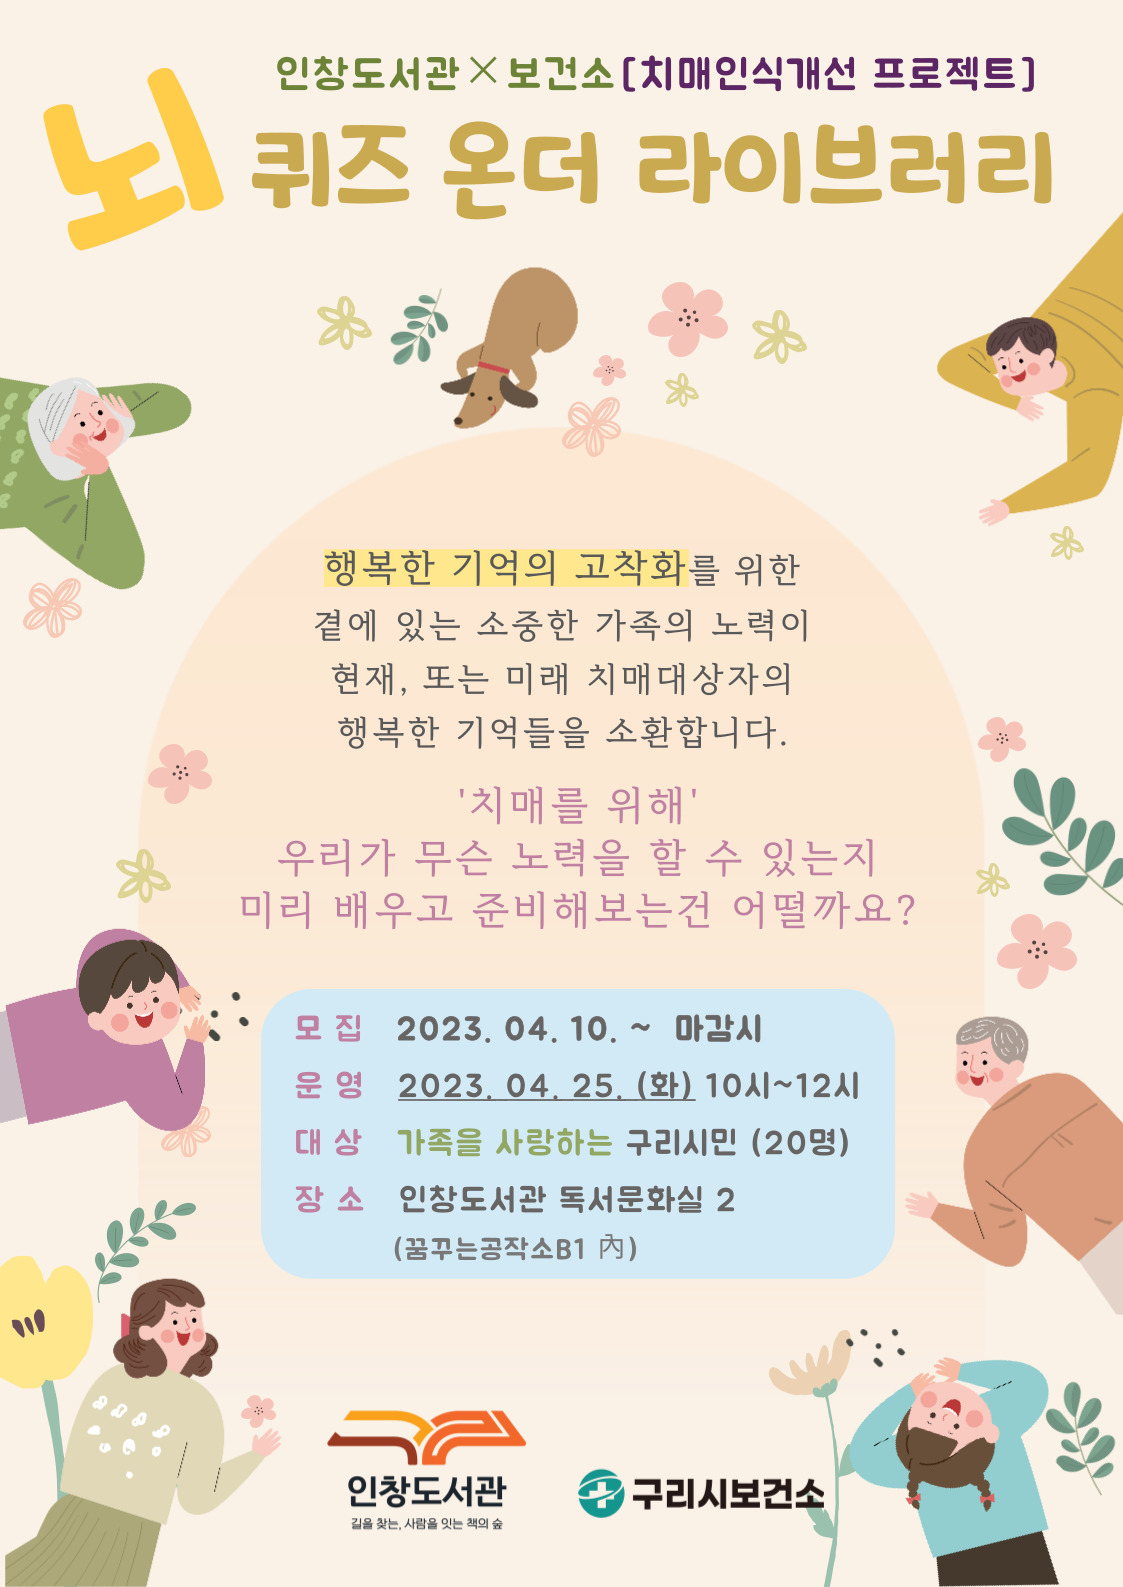 인창도서관×보건소[치매인식개선 프로젝트]
뇌 퀴즈 온더 라이브러리
행복한 기억의 고착화를 위한
곁에 있는 소중한 가족의 노력이
현재, 또는 미래 치매대상자의
행복한 기억들을 소환합니다.
'치매를 위해'
우리가 무슨 노력을 할 수 있는지
미리 배우고 준비해보는건 어떨까요?
모 집 2023. 04. 10. ~ 마감시
운 영 2023. 04. 25. (화) 10시~12시
대 상 가족을 사랑하는 구리시민 (20명)
장 소 인창도서관 독서문화실 2
(꿈꾸는공작소B1 內)
인창도서관
길을 찾는, 사람을 잇는 책의 숲
구리시보건소